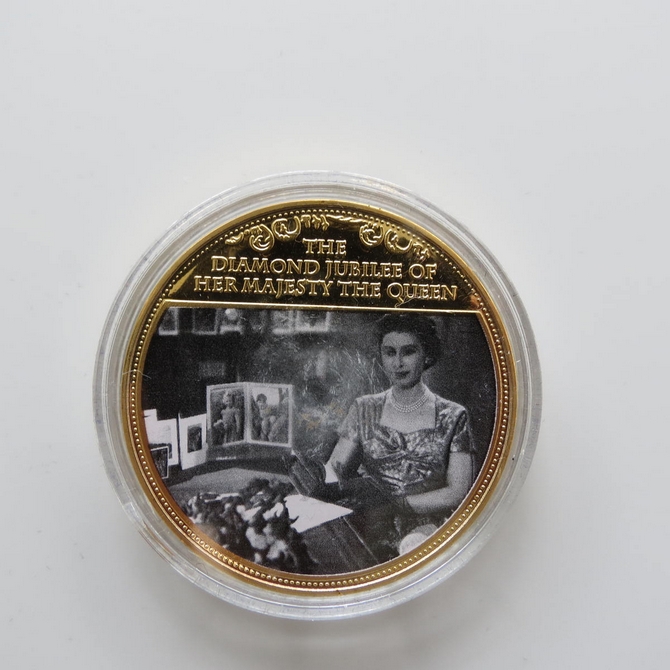 THE
DIAMOND JUBILEE OF
HER MAJESTY THE QUEEN